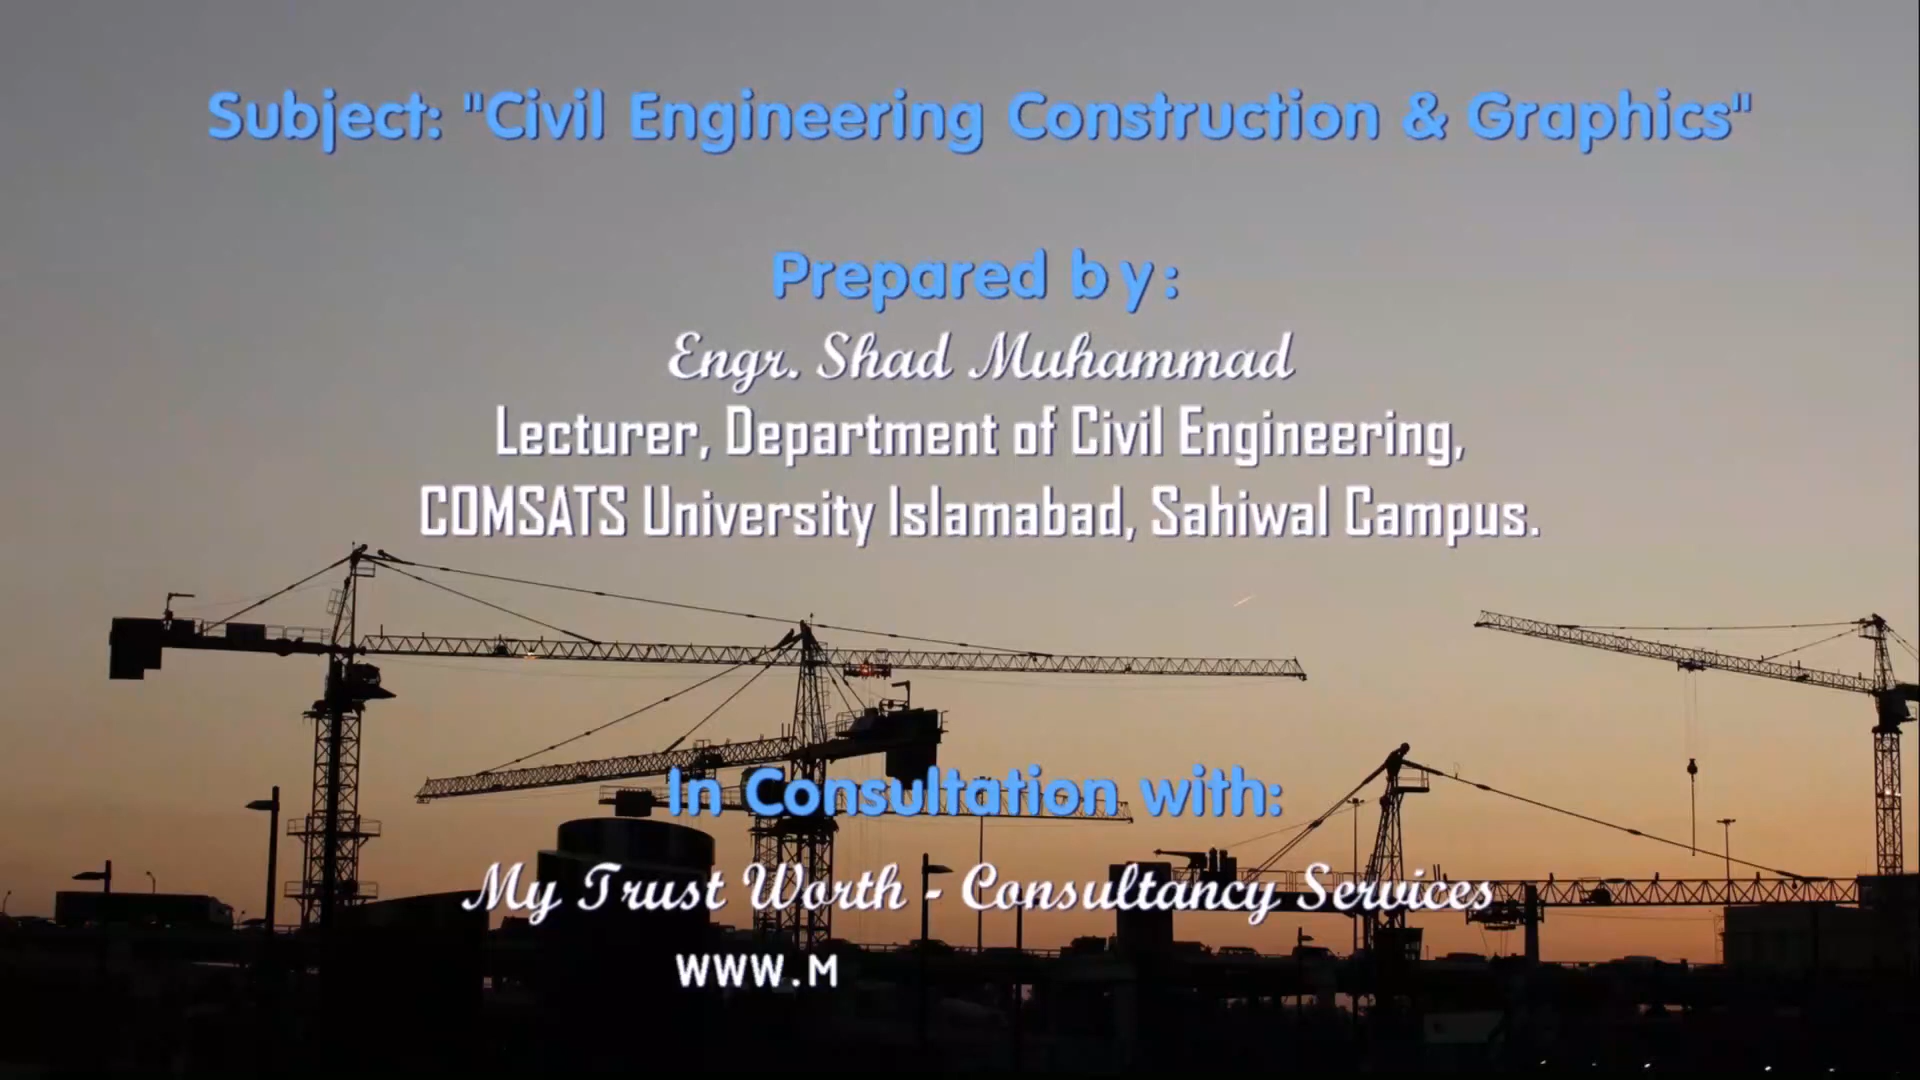 Subject: "Civil Engineering Construction & Graphics"
Prepared by:
Engr. Shad Muhammad
Lecturer, Department of Civil Engineering,
COMSATS University Islamabad, Sahiwal Campus.
In Consultation with:
My Trust Worth - Consultancy Services
WWW.M